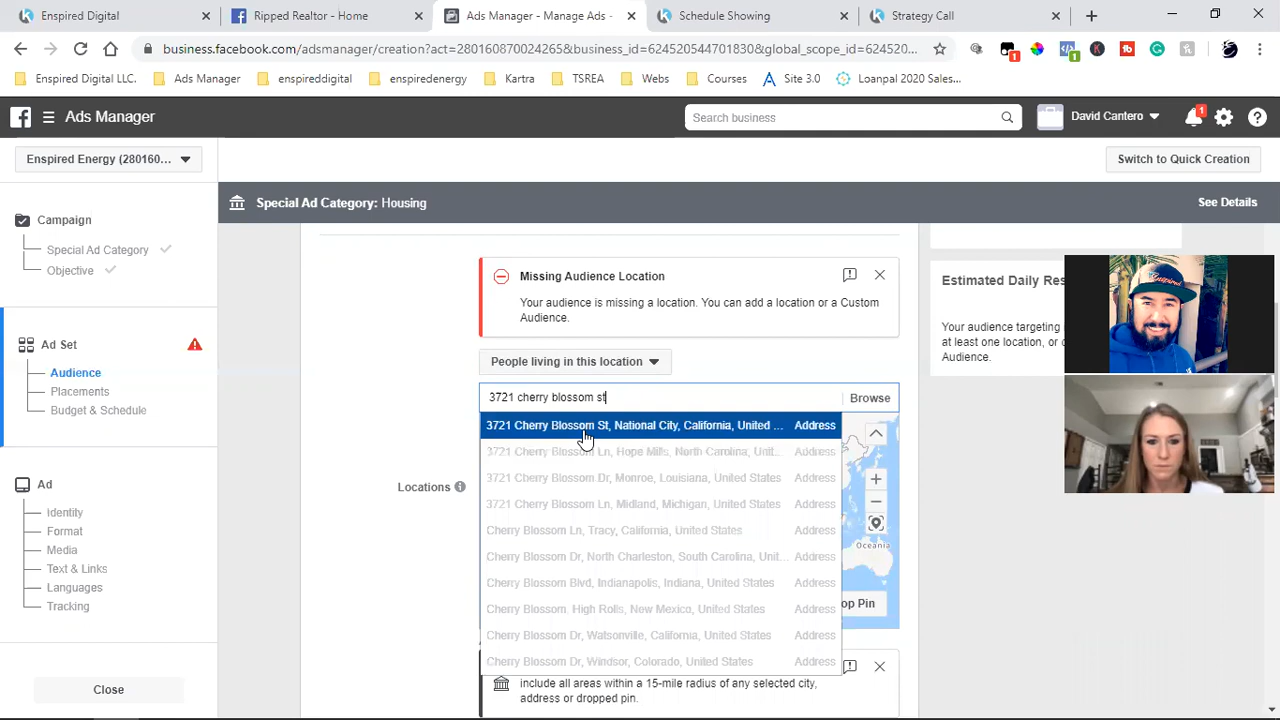 Enspired Digital
Ripped Realtor - Home
Ads Manager - Manage Ads -
Schedule Showing
Strategy Call
business.facebook.com/adsmanager/creation?act=280160870024265&business_id=624520544701830&global_scope_id=62452...
Enspired Digital LLC.
Ads Manager
enspireddigital
enspiredenergy
Kartra
TSREA
Webs
Courses
Site 3.0
Loanpal 2020 Sales...
Ads Manager
Search business
David Cantero
1
Enspired Energy (280160...
Switch to Quick Creation
Special Ad Category: Housing
See Details
Campaign
Special Ad Category
Objective
Ad Set
Audience
Placements
Budget & Schedule
Ad
Identity
Format
Media
Text & Links
Languages
Tracking
Close
Missing Audience Location
Your audience is missing a location. You can add a location or a Custom
Audience.
People living in this location
3721 cherry blossom st
Browse
Locations
3721 Cherry Blossom St, National City, California, United ... Address
3721 Cherry Blossom Ln, Hope Mills, North Carolina, Unit... Address
3721 Cherry Blossom Dr, Monroe, Louisiana, United States Address
3721 Cherry Blossom Ln, Midland, Michigan, United States Address
Cherry Blossom Ln, Tracy, California, United States Address
Cherry Blossom Dr, North Charleston, South Carolina, Unit... Address
Cherry Blossom Blvd, Indianapolis, Indiana, United States Address
Cherry Blossom, High Rolls, New Mexico, United States Address
Cherry Blossom Dr, Watsonville, California, United States Address
Cherry Blossom Dr, Windsor, Colorado, United States Address
Oceania
op Pin
include all areas within a 15-mile radius of any selected city,
address or dropped pin.
Estimated Daily Res
Your audience targeting
at least one location, or
Audience.